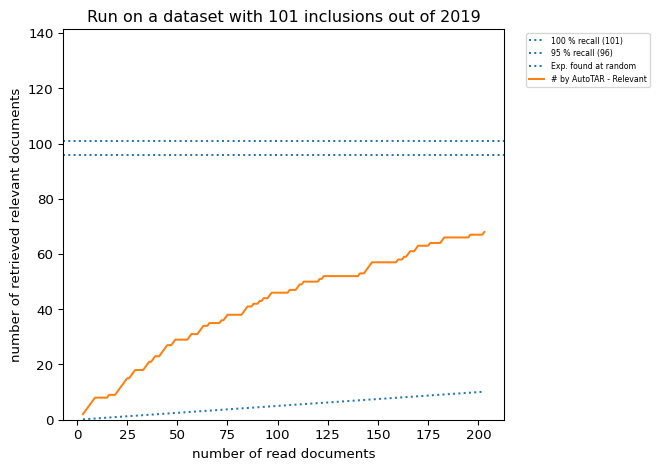 Run on a dataset with 101 inclusions out of 2019
100 % recall (101)
95 % recall (96)
Exp. found at random
# by AutoTAR - Relevant
number of retrieved relevant documents
140
120
100
80
60
40
20
0
0 25 50 75 100 125 150 175 200
number of read documents